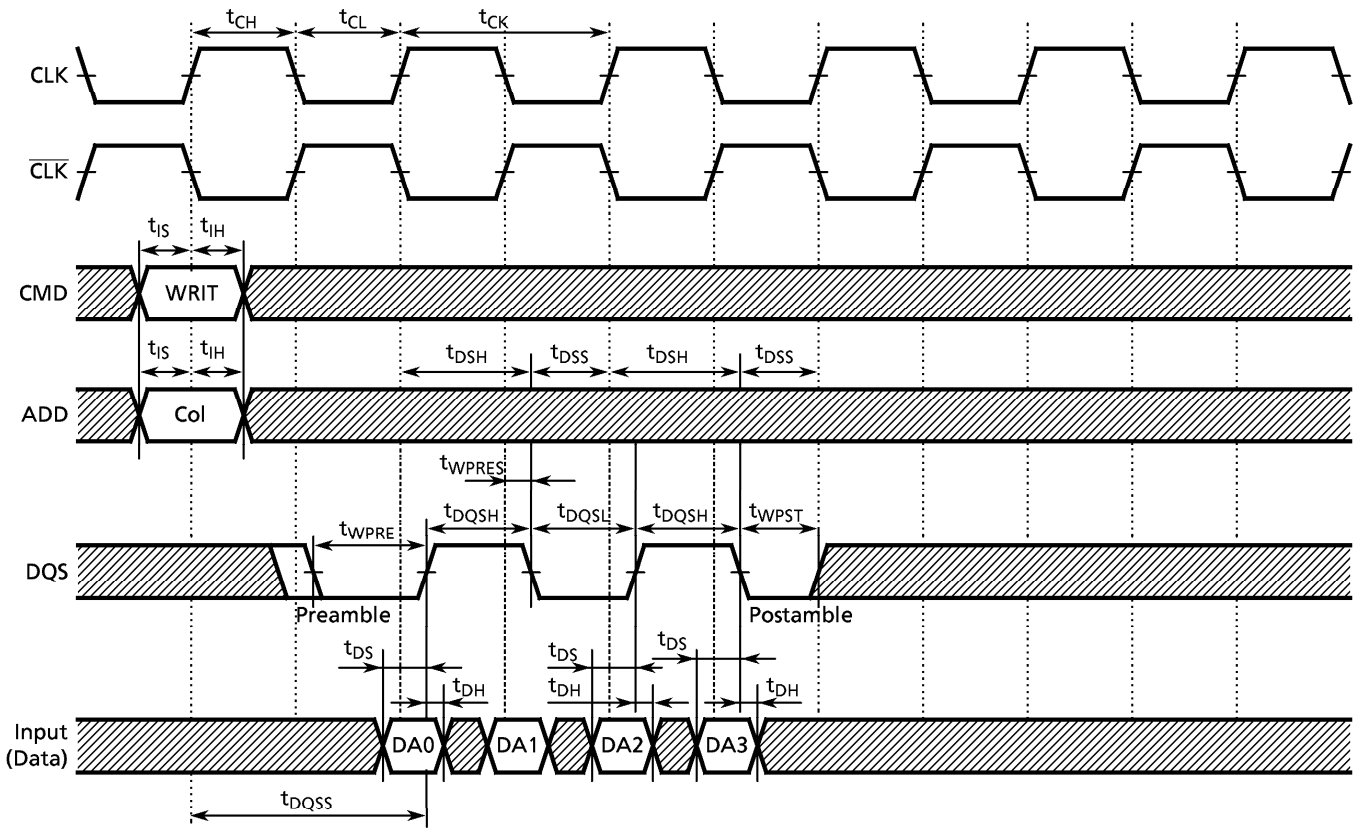 tCH tCL tCK
CLK
CLK
tIS tIH
CMD WRIT
tIS tIH tDSH tDSS tDSH tDSS
ADD Col
tWPRES
tWPRE tDQSH tDQSL tDQSH tWPST
DQS
Preamble Postamble
tDS tDS tDS
tDH tDH tDH
Input
(Data) DA0 DA1 DA2 DA3
tDQSS